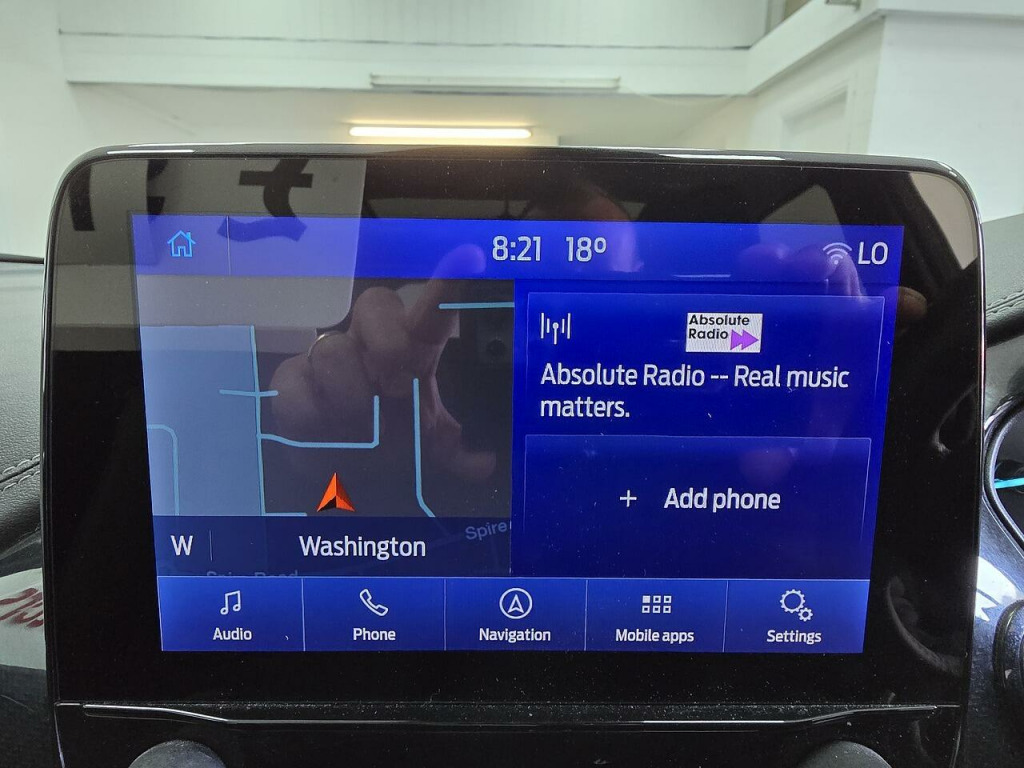 8:21 18°
LO
Absolute
Radio
Absolute Radio -- Real music
matters.
+ Add phone
Spire
W Washington
Audio Phone Navigation Mobile apps Settings